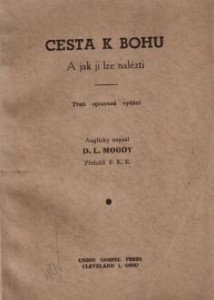 CESTA K BOHU
A jak ji lze nalézti
Třetí opravené vydání
Anglicky napsal
D. L. MOODY
Přeložil F. K. E.
UNION GOSPEL PRESS
CLEVELAND 1, OHIO